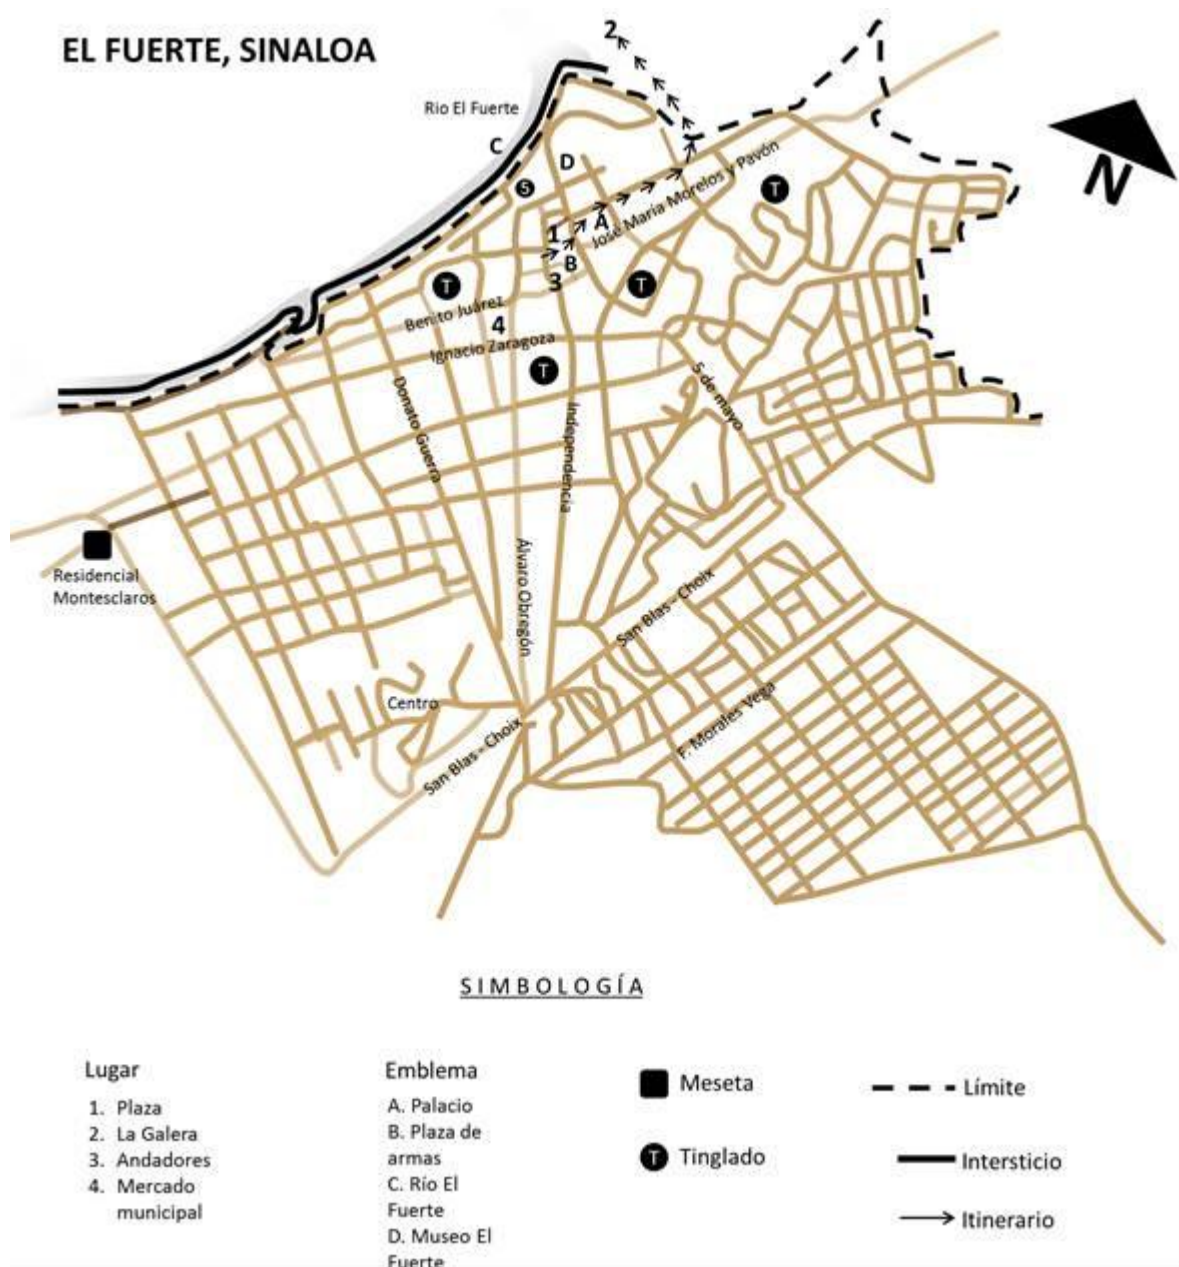 EL FUERTE, SINALOA
2
Rio El Fuerte
C
D
5
T
N
José María Morelos y Pavón
A
1
B
3
T
T
Benito Juárez
4
Ignacio Zaragoza
T
5 de mayo
Donato Guerra
Independencia
Residencial
Montesclaros
Álvaro Obregón
San Blas - Choix
Centro
F. Morales Vega
San Blas - Choix
SIMBOLOGÍA
Lugar
1. Plaza
2. La Galera
3. Andadores
4. Mercado
municipal
Emblema
A. Palacio
B. Plaza de
armas
C. Río El
Fuerte
D. Museo El
Fuerte
Meseta
T Tinglado
Límite
Intersticio
Itinerario